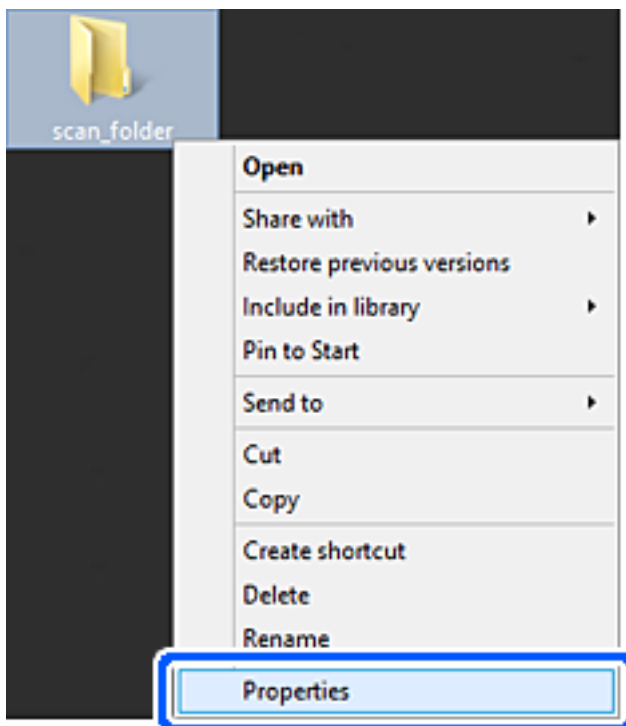 scan_folder
Open
Share with
Restore previous versions
Include in library
Pin to Start
Send to
Cut
Copy
Create shortcut
Delete
Rename
Properties